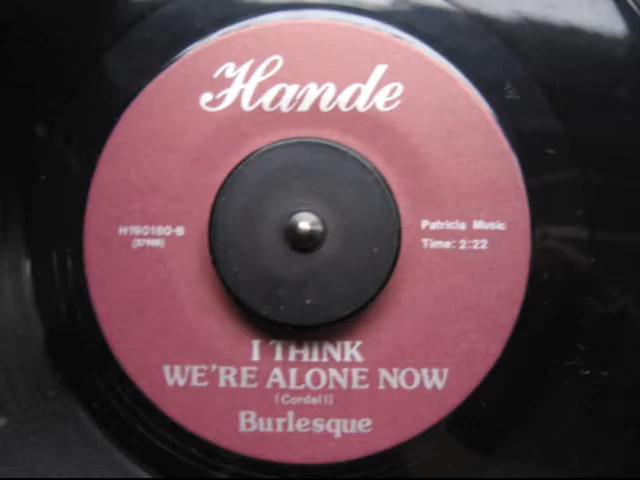 Hande
H190180-B
Patricia Music
Time: 2:22
I THINK
WE'RE ALONE NOW
(Cordell)
Burlesque